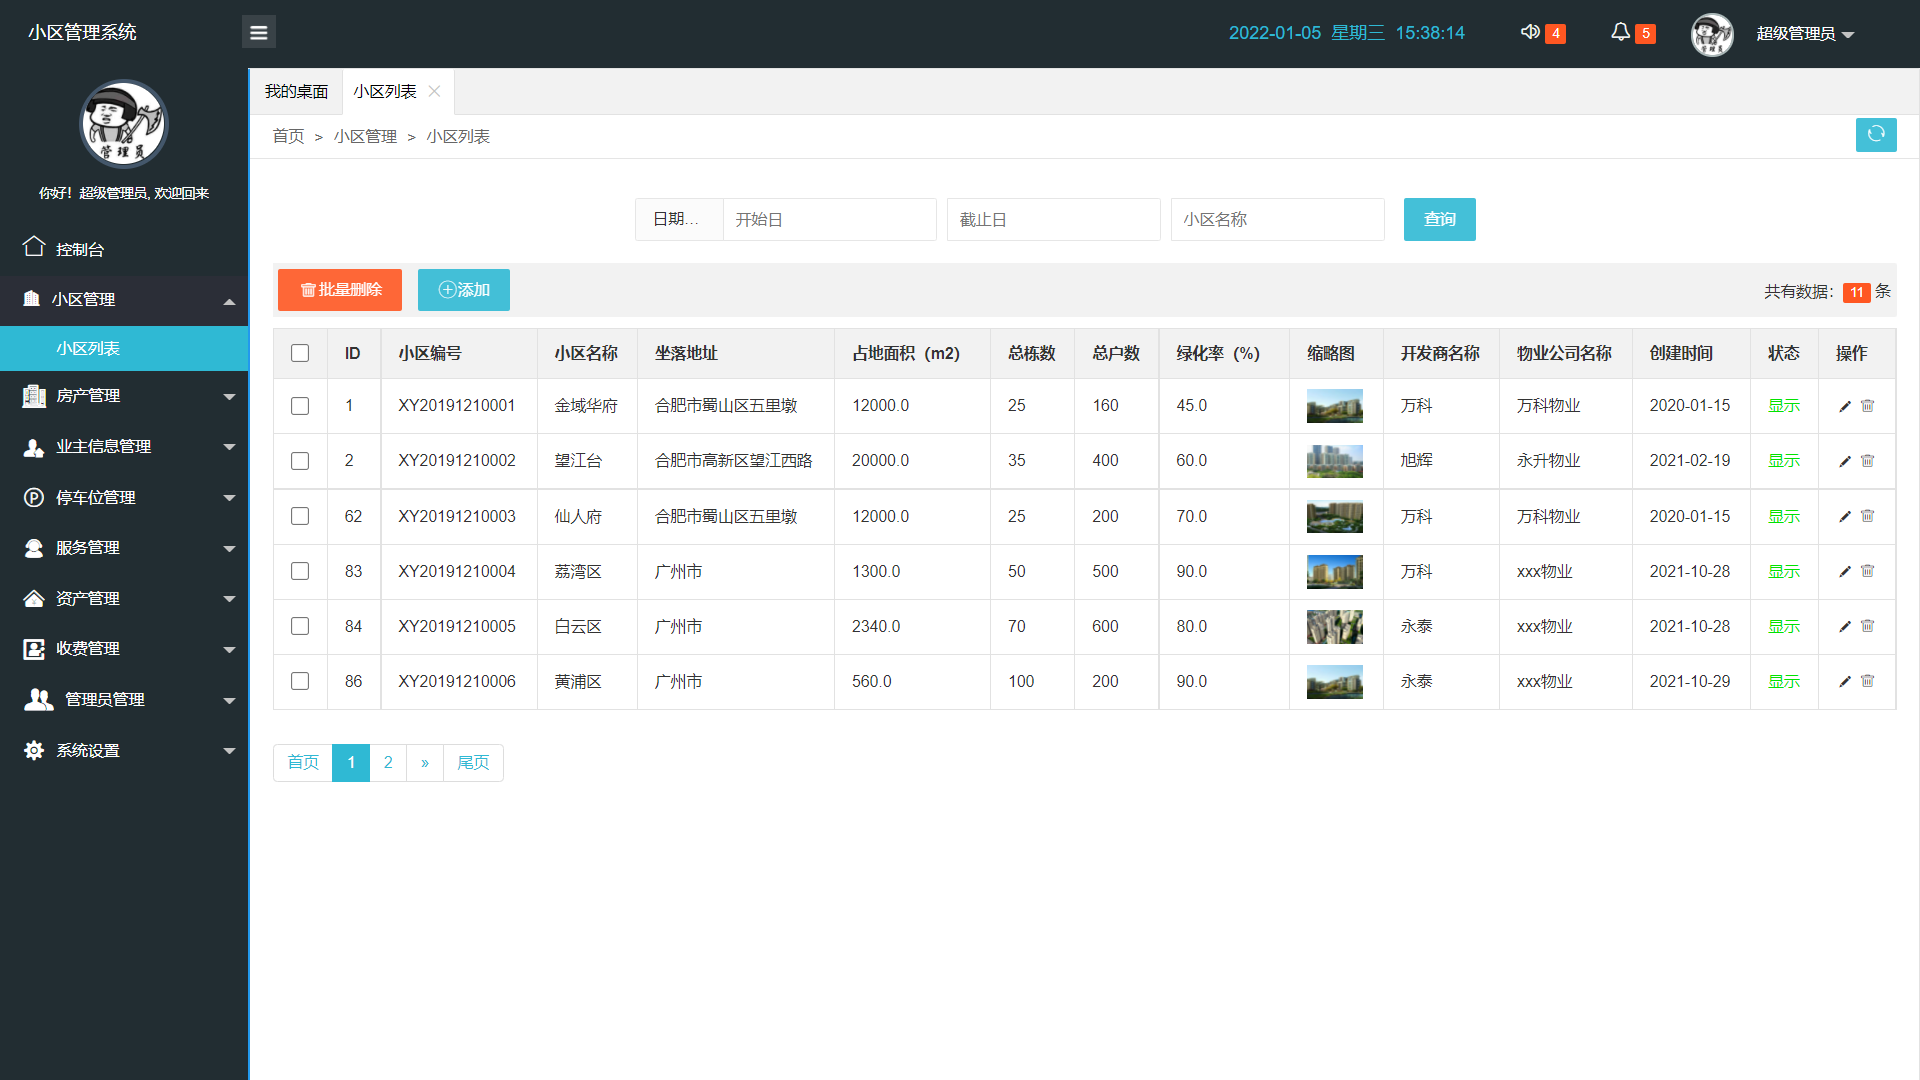 小区管理系统
2022-01-05 星期三 15:38:14
4
5
超级管理员
管理员
你好！超级管理员, 欢迎回来
控制台
小区管理
小区列表
房产管理
业主信息管理
停车位管理
服务管理
资产管理
收费管理
管理员管理
系统设置
我的桌面 小区列表
首页 > 小区管理 > 小区列表
日期... 开始日 截止日 小区名称 查询
批量删除 添加 共有数据： 11 条
ID 小区编号 小区名称 坐落地址 占地面积（m2） 总栋数 总户数 绿化率（%） 缩略图 开发商名称 物业公司名称 创建时间 状态 操作
1 XY20191210001 金域华府 合肥市蜀山区五里墩 12000.0 25 160 45.0 万科 万科物业 2020-01-15 显示
2 XY20191210002 望江台 合肥市高新区望江西路 20000.0 35 400 60.0 旭辉 永升物业 2021-02-19 显示
62 XY20191210003 仙人府 合肥市蜀山区五里墩 12000.0 25 200 70.0 万科 万科物业 2020-01-15 显示
83 XY20191210004 荔湾区 广州市 1300.0 50 500 90.0 万科 xxx物业 2021-10-28 显示
84 XY20191210005 白云区 广州市 2340.0 70 600 80.0 永泰 xxx物业 2021-10-28 显示
86 XY20191210006 黄浦区 广州市 560.0 100 200 90.0 永泰 xxx物业 2021-10-29 显示
首页 1 2 » 尾页